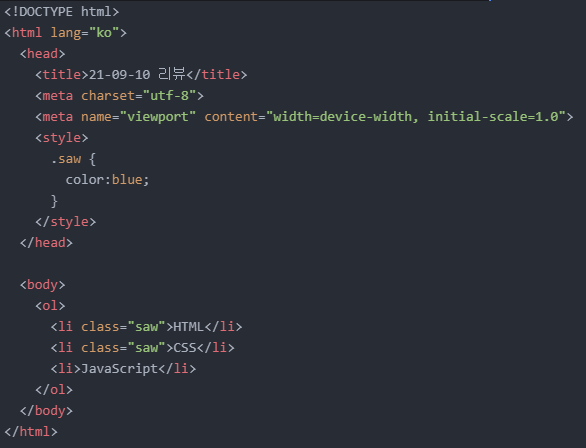 <!DOCTYPE html>
<html lang="ko">
  <head>
    <title>21-09-10 리뷰</title>
    <meta charset="utf-8">
    <meta name="viewport" content="width=device-width, initial-scale=1.0">
    <style>
      .saw {
        color:blue;
      }
    </style>
  </head>

  <body>
    <ol>
      <li class="saw">HTML</li>
      <li class="saw">CSS</li>
      <li>JavaScript</li>
    </ol>
  </body>
</html>